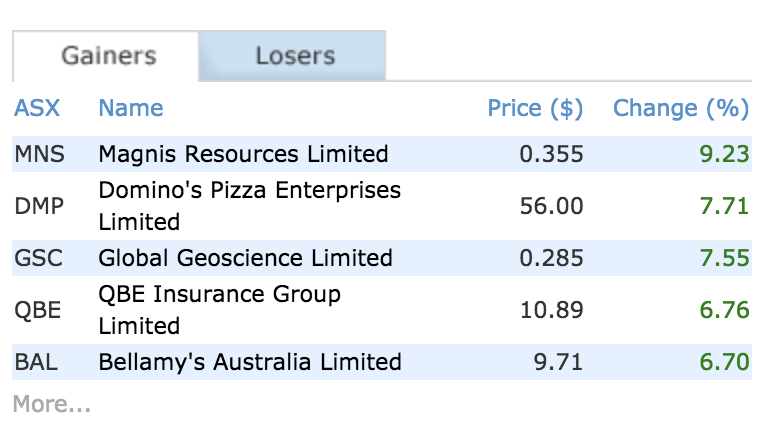 Gainers Losers
ASX Name Price ($) Change (%)
MNS Magnis Resources Limited 0.355 9.23
DMP Domino's Pizza Enterprises Limited 56.00 7.71
GSC Global Geoscience Limited 0.285 7.55
QBE QBE Insurance Group Limited 10.89 6.76
BAL Bellamy's Australia Limited 9.71 6.70
More...